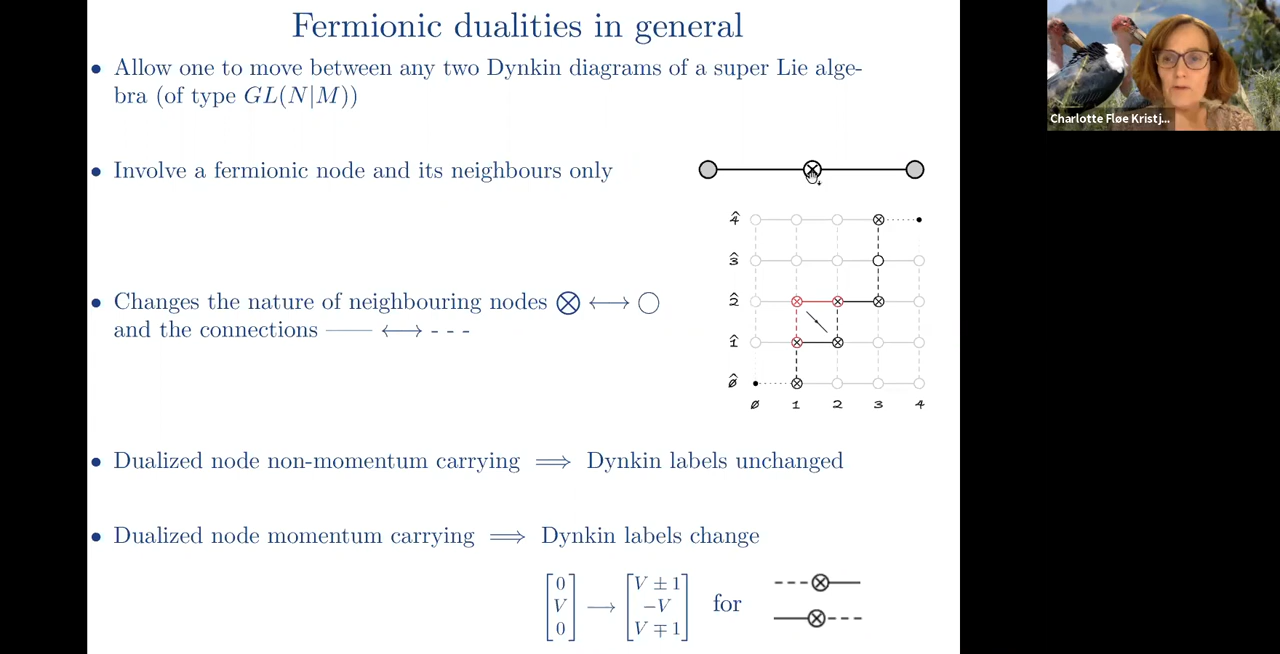 Fermionic dualities in general
• Allow one to move between any two Dynkin diagrams of a super Lie alge-
bra (of type GL(N|M))
Charlotte Fløe Kristj...
• Involve a fermionic node and its neighbours only
4̂
3̂
• Changes the nature of neighbouring nodes ⊗ ⟷ ○
and the connections —— ⟷ - - -
2̂
1̂
0̂
0 1 2 3 4
• Dualized node non-momentum carrying ⟹ Dynkin labels unchanged
• Dualized node momentum carrying ⟹ Dynkin labels change
[0 V 0] ⟶ [V ± 1 −V V ∓ 1] for